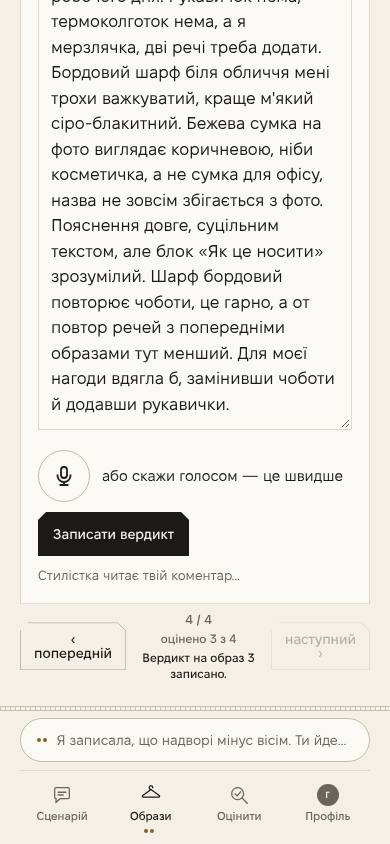 термоколготок нема, а я
мерзлячка, дві речі треба додати.
Бордовий шарф біля обличчя мені
трохи важкуватий, краще м'який
сіро-блакитний. Бежева сумка на
фото виглядає коричневою, ніби
косметичка, а не сумка для офісу,
назва не зовсім збігається з фото.
Пояснення довге, суцільним
текстом, але блок «Як це носити»
зрозумілий. Шарф бордовий
повторює чоботи, це гарно, а от
повтор речей з попередніми
образами тут менший. Для моєї
нагоди вдягла б, замінивши чоботи
й додавши рукавички.
або скажи голосом — це швидше
Записати вердикт
Стилістка читає твій коментар...
‹
попередній
4 / 4
оцінено 3 з 4
Вердикт на образ 3
записано.
наступний
›
Я записала, що надворі мінус вісім. Ти йде...
Сценарій
Образи
Оцінити
г
Профіль